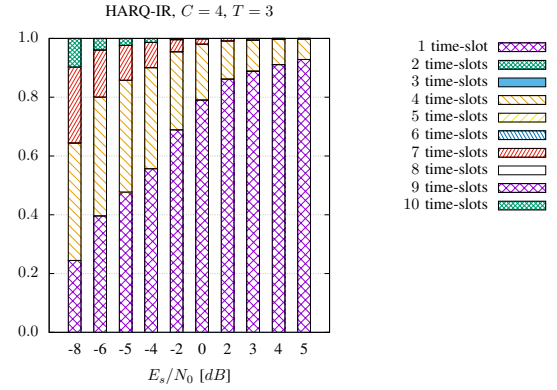 HARQ-IR, C = 4, T = 3
1.0
0.8
0.6
0.4
0.2
0.0
-8 -6 -5 -4 -2 0 2 3 4 5
E_s/N_0 [dB]
1 time-slot
2 time-slots
3 time-slots
4 time-slots
5 time-slots
6 time-slots
7 time-slots
8 time-slots
9 time-slots
10 time-slots